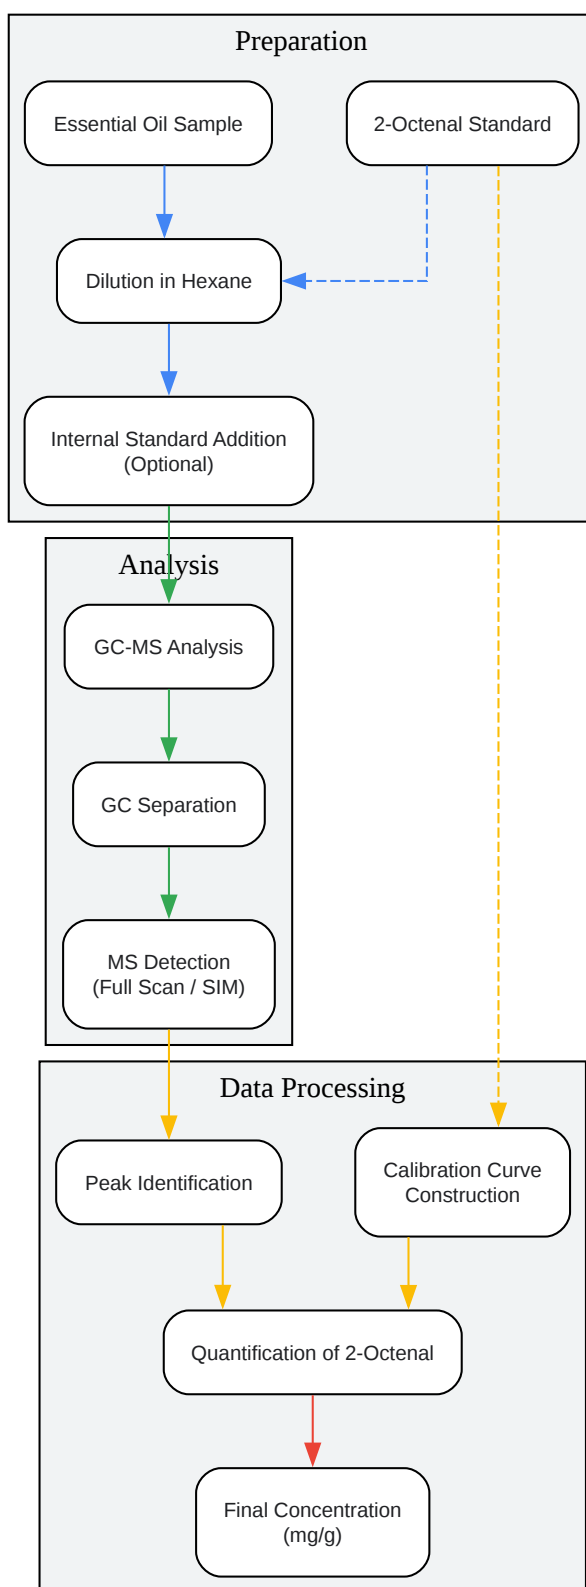 Preparation
Essential Oil Sample
2-Octenal Standard
Dilution in Hexane
Internal Standard Addition
(Optional)
Analysis
GC-MS Analysis
GC Separation
MS Detection
(Full Scan / SIM)
Data Processing
Peak Identification
Calibration Curve
Construction
Quantification of 2-Octenal
Final Concentration
(mg/g)